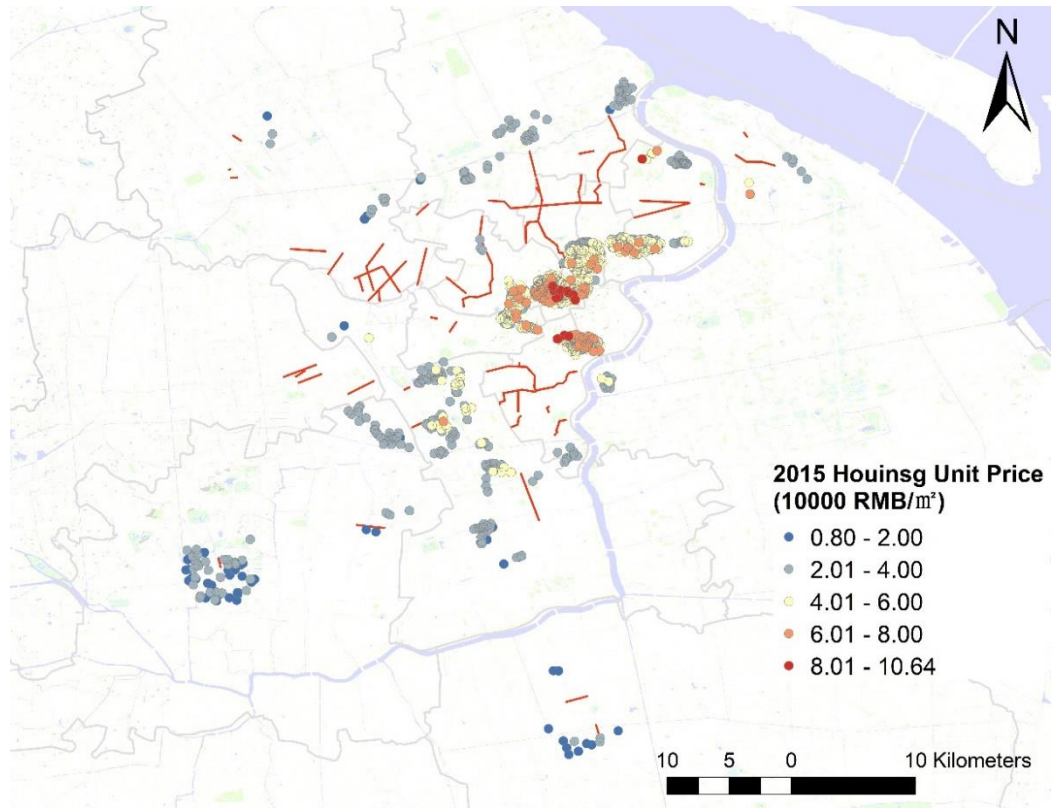 N
2015 Houinsg Unit Price
(10000 RMB/㎡)
0.80 - 2.00
2.01 - 4.00
4.01 - 6.00
6.01 - 8.00
8.01 - 10.64
10 5 0 10 Kilometers